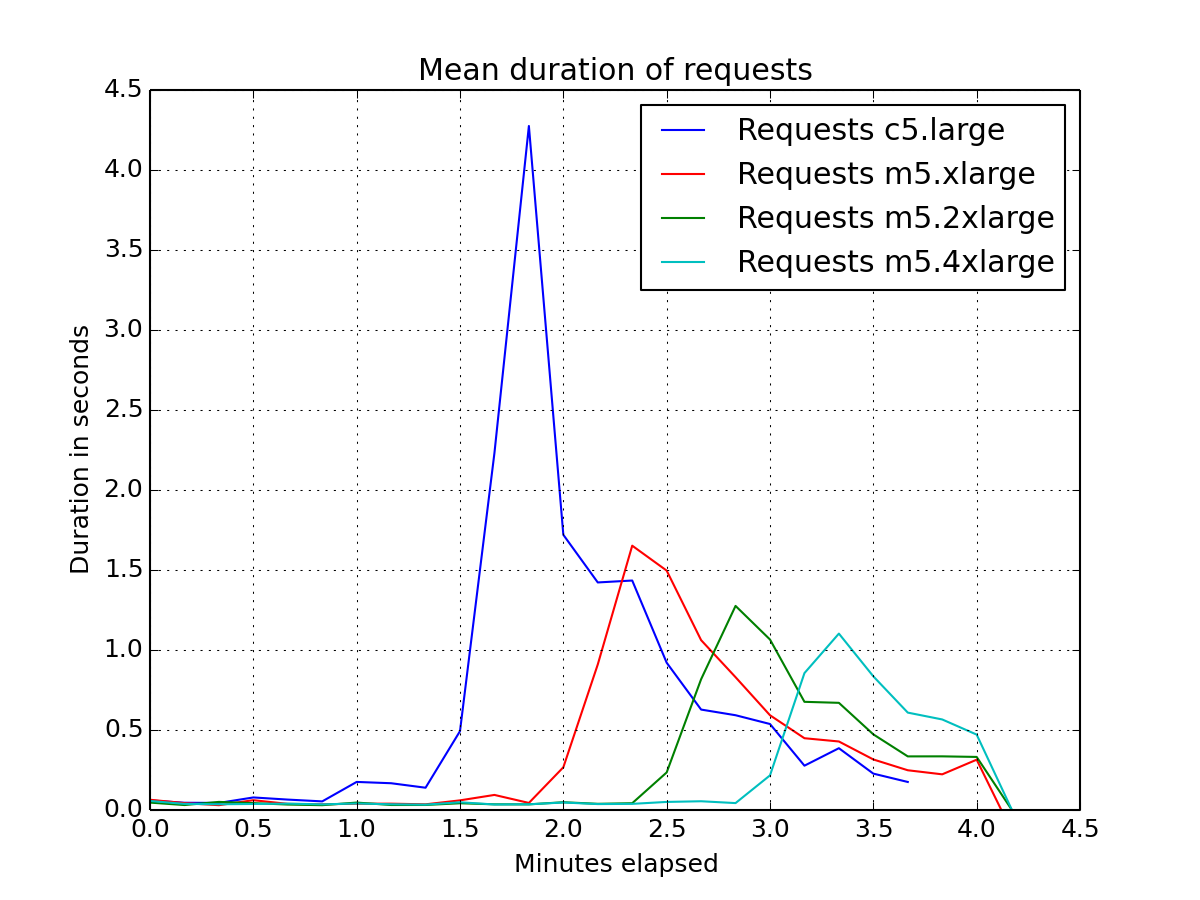 Mean duration of requests
4.5
4.0
3.5
3.0
2.5
2.0
1.5
1.0
0.5
0.0
Duration in seconds
Requests c5.large
Requests m5.xlarge
Requests m5.2xlarge
Requests m5.4xlarge
0.0 0.5 1.0 1.5 2.0 2.5 3.0 3.5 4.0 4.5
Minutes elapsed